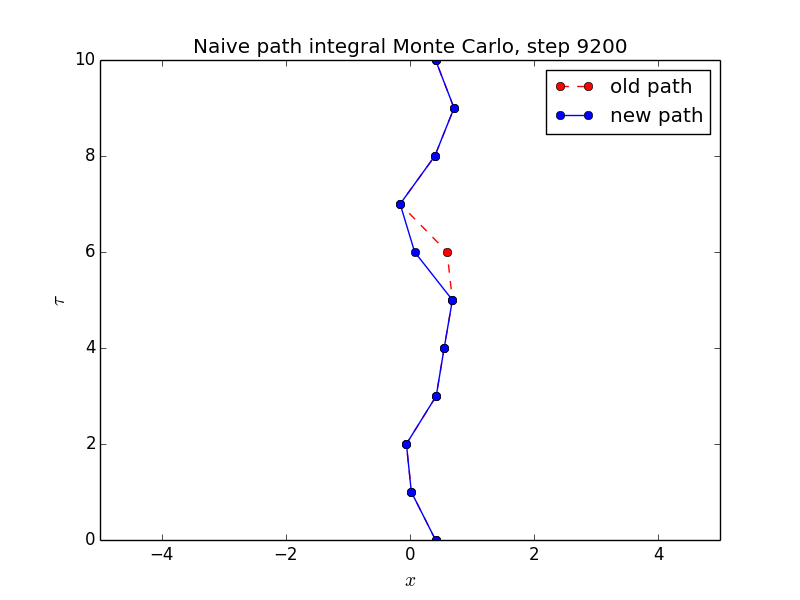 Naive path integral Monte Carlo, step 9200
10
old path
new path
8
6
τ
4
2
0
−4 −2 0 2 4
x